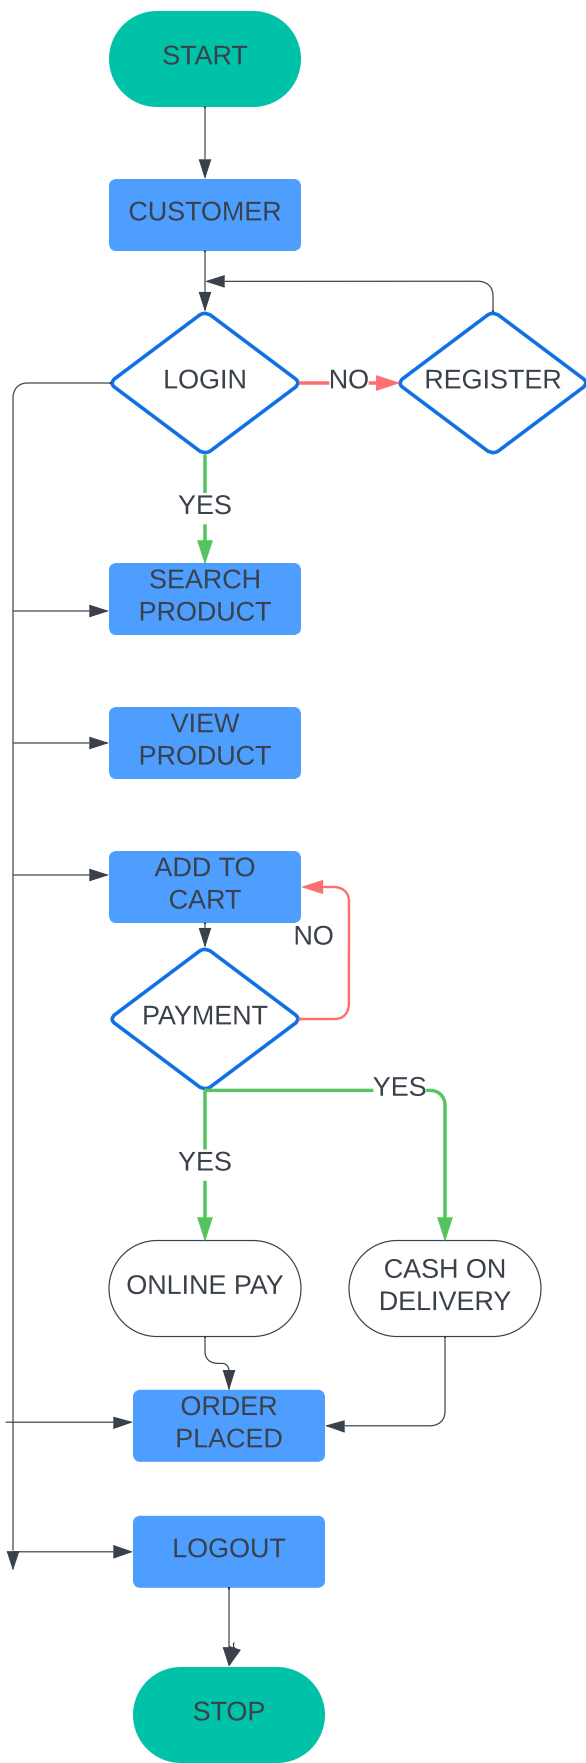 START
CUSTOMER
LOGIN
NO
REGISTER
YES
SEARCH
PRODUCT
VIEW
PRODUCT
ADD TO
CART
NO
PAYMENT
YES
YES
ONLINE PAY
CASH ON
DELIVERY
ORDER
PLACED
LOGOUT
STOP